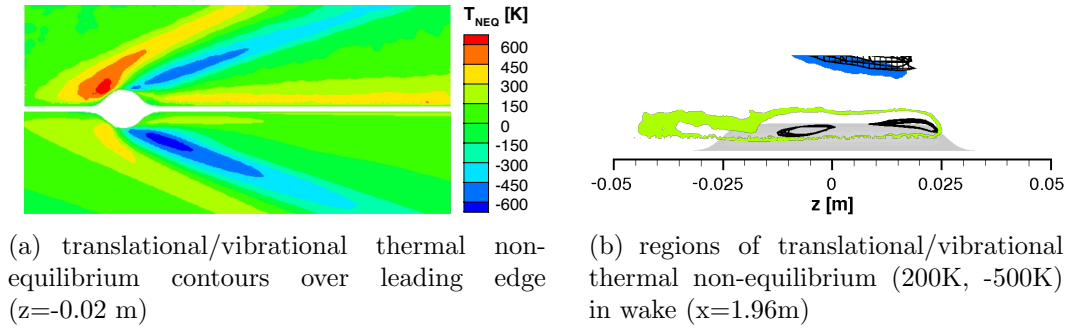 T_NEQ [K]
600
450
300
150
0
-150
-300
-450
-600
-0.05
-0.025
0
0.025
0.05
z [m]
(a) translational/vibrational thermal non-
equilibrium contours over leading edge
(z=-0.02 m)
(b) regions of translational/vibrational
thermal non-equilibrium (200K, -500K)
in wake (x=1.96m)